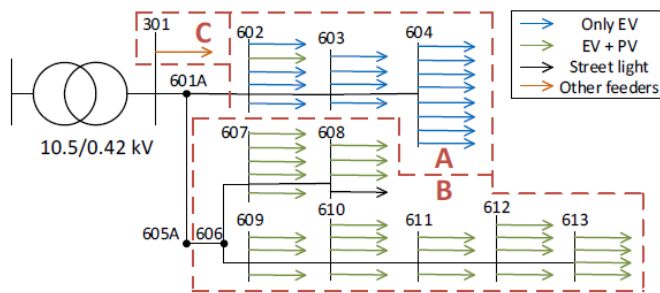 301
C
602
603
604
Only EV
EV + PV
Street light
Other feeders
601A
10.5/0.42 kV
607
608
A
B
605A
606
609
610
611
612
613